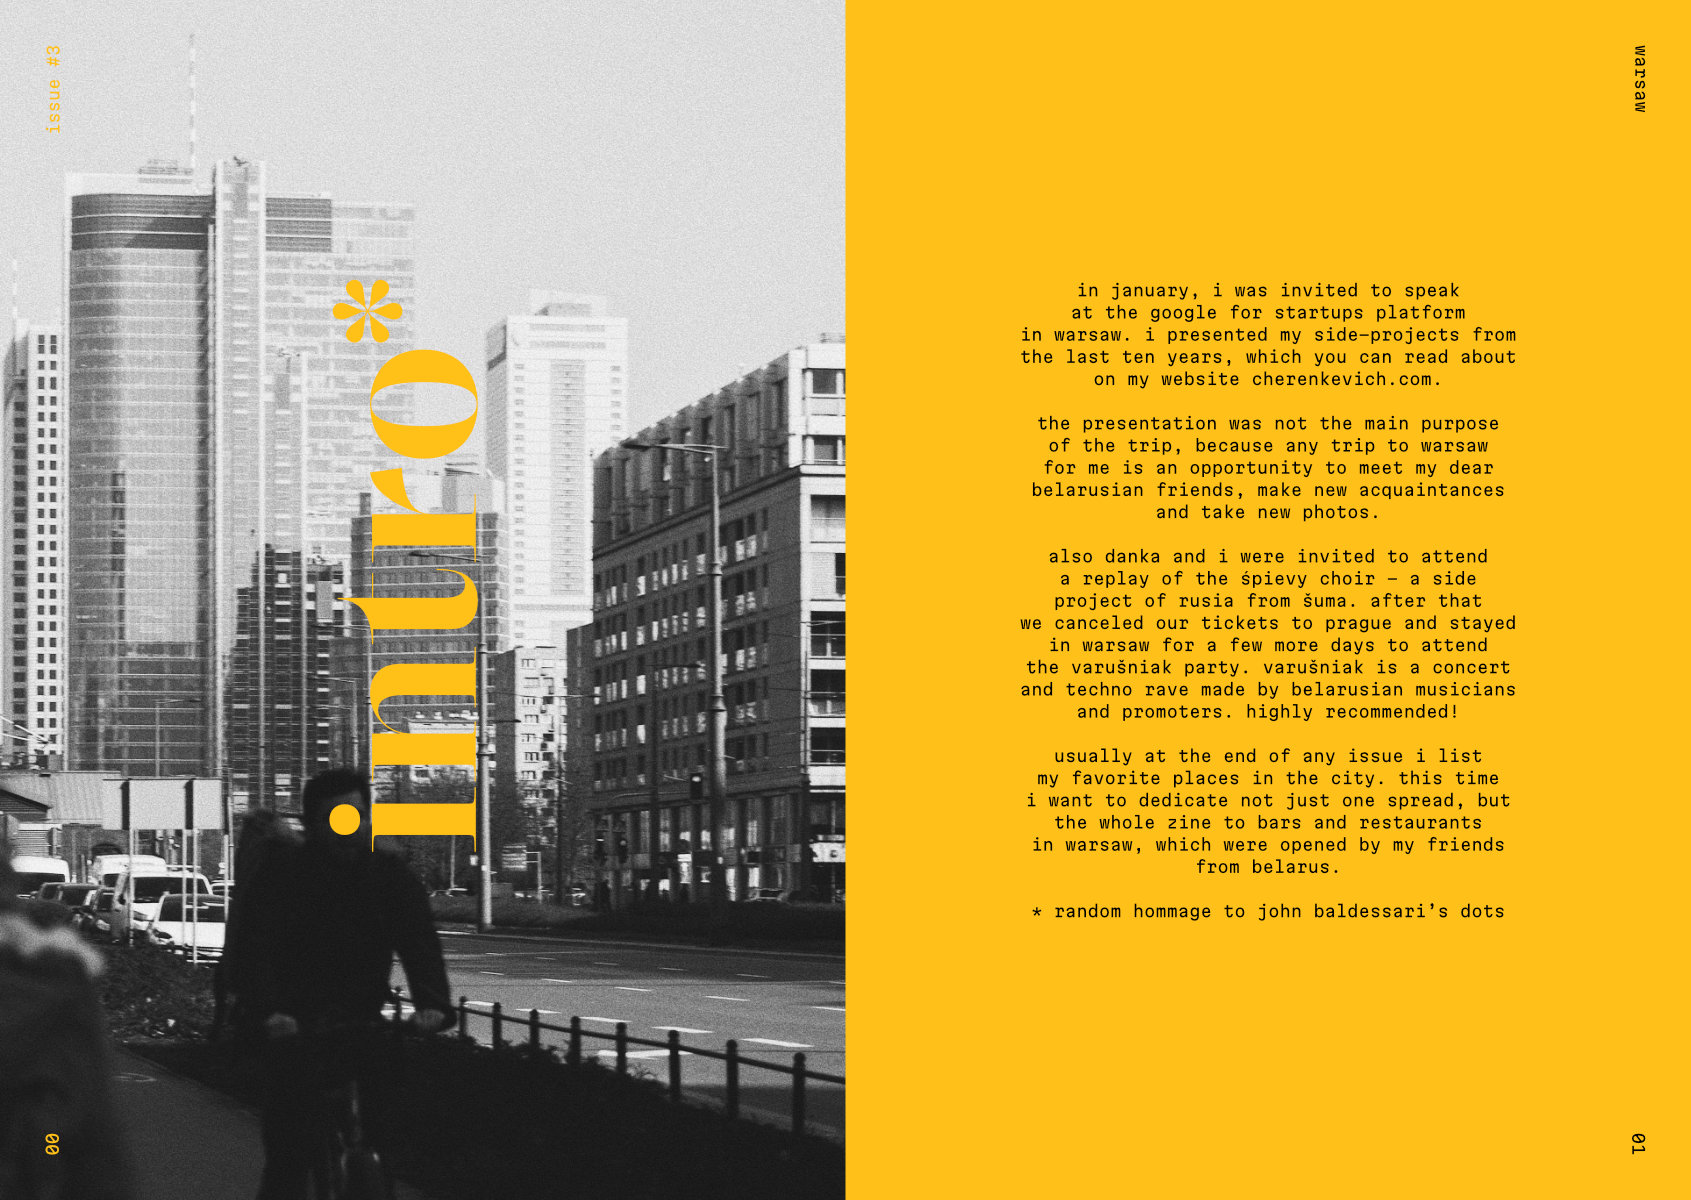 issue #3
intro*
00
warsaw
in january, i was invited to speak
at the google for startups platform
in warsaw. i presented my side–projects from
the last ten years, which you can read about
on my website cherenkevich.com.
the presentation was not the main purpose
of the trip, because any trip to warsaw
for me is an opportunity to meet my dear
belarusian friends, make new acquaintances
and take new photos.
also danka and i were invited to attend
a replay of the śpievy choir – a side
project of rusia from šuma. after that
we canceled our tickets to prague and stayed
in warsaw for a few more days to attend
the varušniak party. varušniak is a concert
and techno rave made by belarusian musicians
and promoters. highly recommended!
usually at the end of any issue i list
my favorite places in the city. this time
i want to dedicate not just one spread, but
the whole zine to bars and restaurants
in warsaw, which were opened by my friends
from belarus.
* random hommage to john baldessari’s dots
01